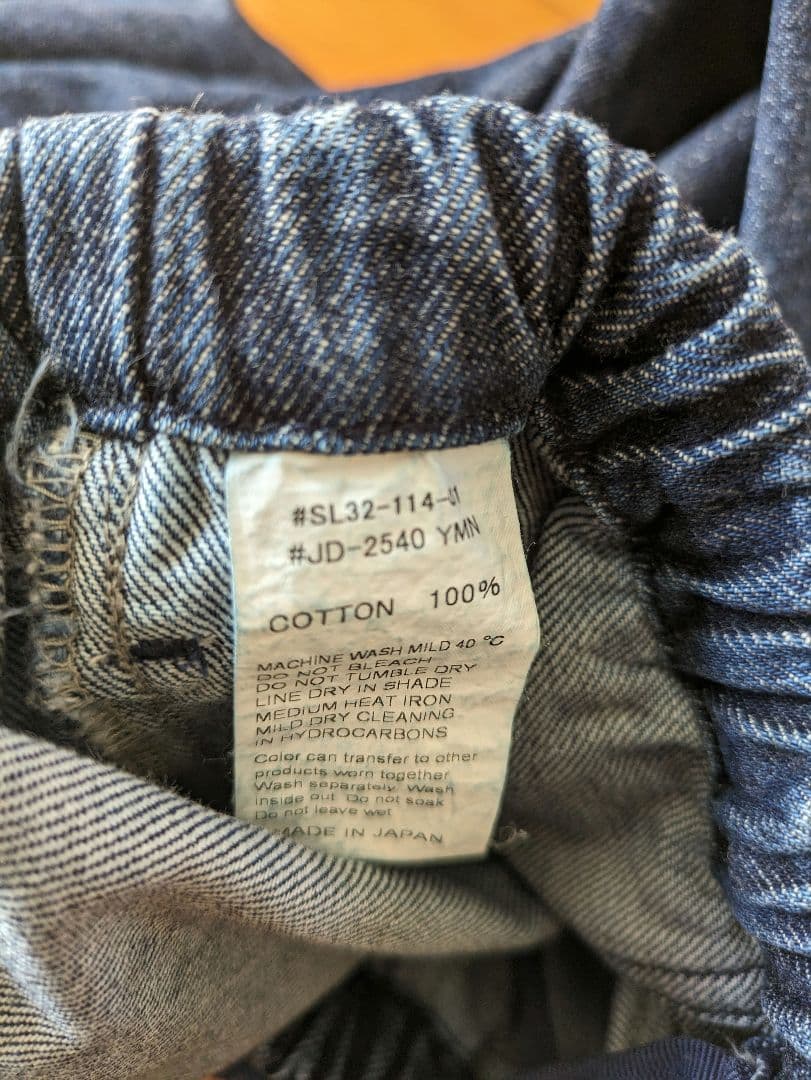 #SL32-114-01
#JD-2540 YMN
COTTON 100%
MACHINE WASH MILD 40 °C
DO NOT BLEACH
DO NOT TUMBLE DRY
LINE DRY IN SHADE
MEDIUM HEAT IRON
MILD DRY CLEANING
IN HYDROCARBONS
Color can transfer to other
products worn together
Wash separately Wash
inside out Do not soak
Do not leave wet
MADE IN JAPAN